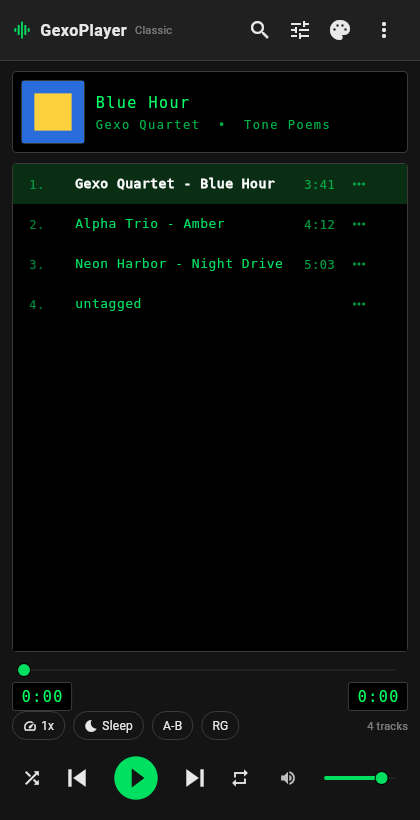 GexoPlayer Classic
Blue Hour
Gexo Quartet • Tone Poems
1. Gexo Quartet - Blue Hour 3:41 •••
2. Alpha Trio - Amber 4:12 •••
3. Neon Harbor - Night Drive 5:03 •••
4. untagged •••
0:00 0:00
1x Sleep A-B RG 4 tracks